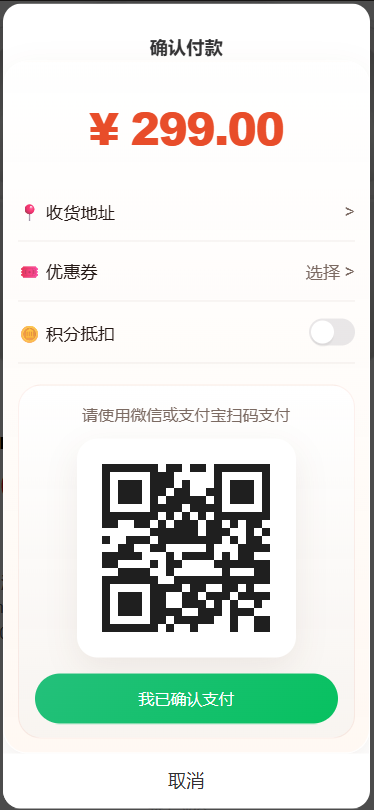 确认付款
¥ 299.00
收货地址 >
优惠券 选择 >
积分抵扣
请使用微信或支付宝扫码支付
我已确认支付
取消